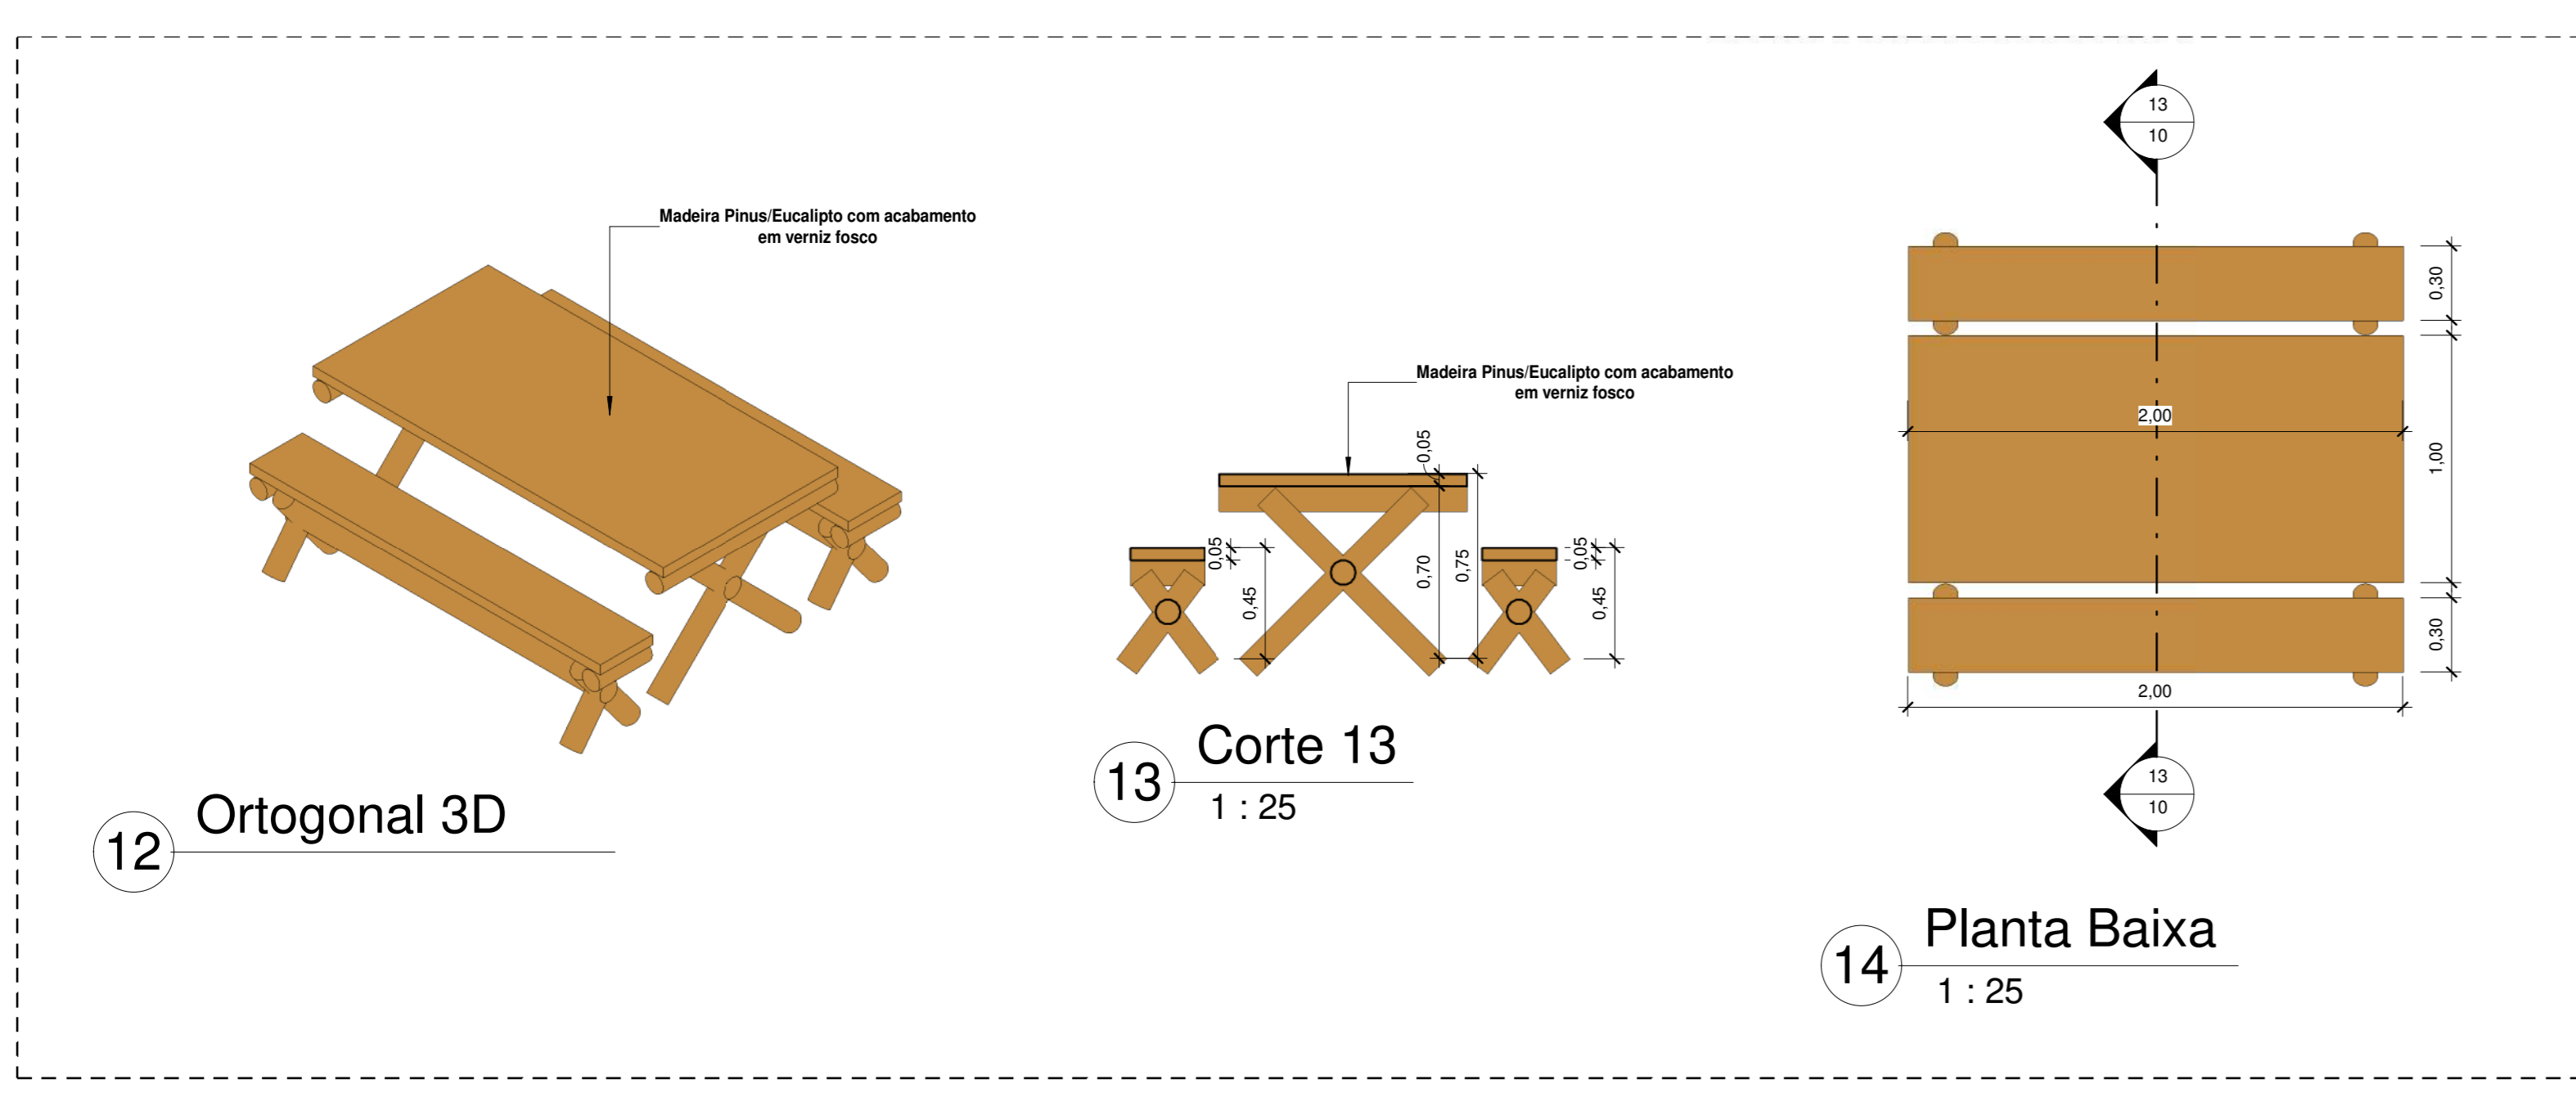 Madeira Pinus/Eucalipto com acabamento
em verniz fosco
12
Ortogonal 3D
Madeira Pinus/Eucalipto com acabamento
em verniz fosco
0,05
0,05
0,45
0,70
0,75
0,05
0,45
13
Corte 13
1 : 25
13
10
0,30
2,00
1,00
0,30
2,00
13
10
14
Planta Baixa
1 : 25